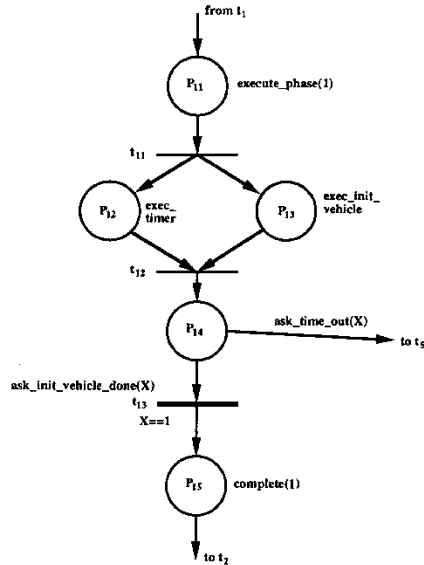 from t1
P11
execute_phase(1)
t11
P12
exec_
timer
P13
exec_init_
vehicle
t12
P14
ask_time_out(X)
to t5
ask_init_vehicle_done(X)
t13
X==1
P15
complete(1)
to t2